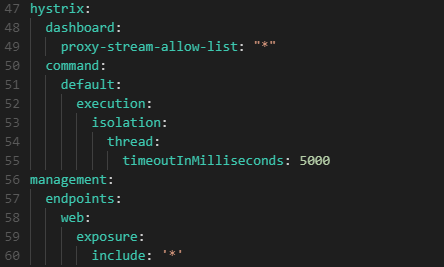 47 hystrix:
48   dashboard:
49     proxy-stream-allow-list: "*"
50   command:
51     default:
52       execution:
53         isolation:
54           thread:
55             timeoutInMilliseconds: 5000
56 management:
57   endpoints:
58     web:
59       exposure:
60         include: '*'